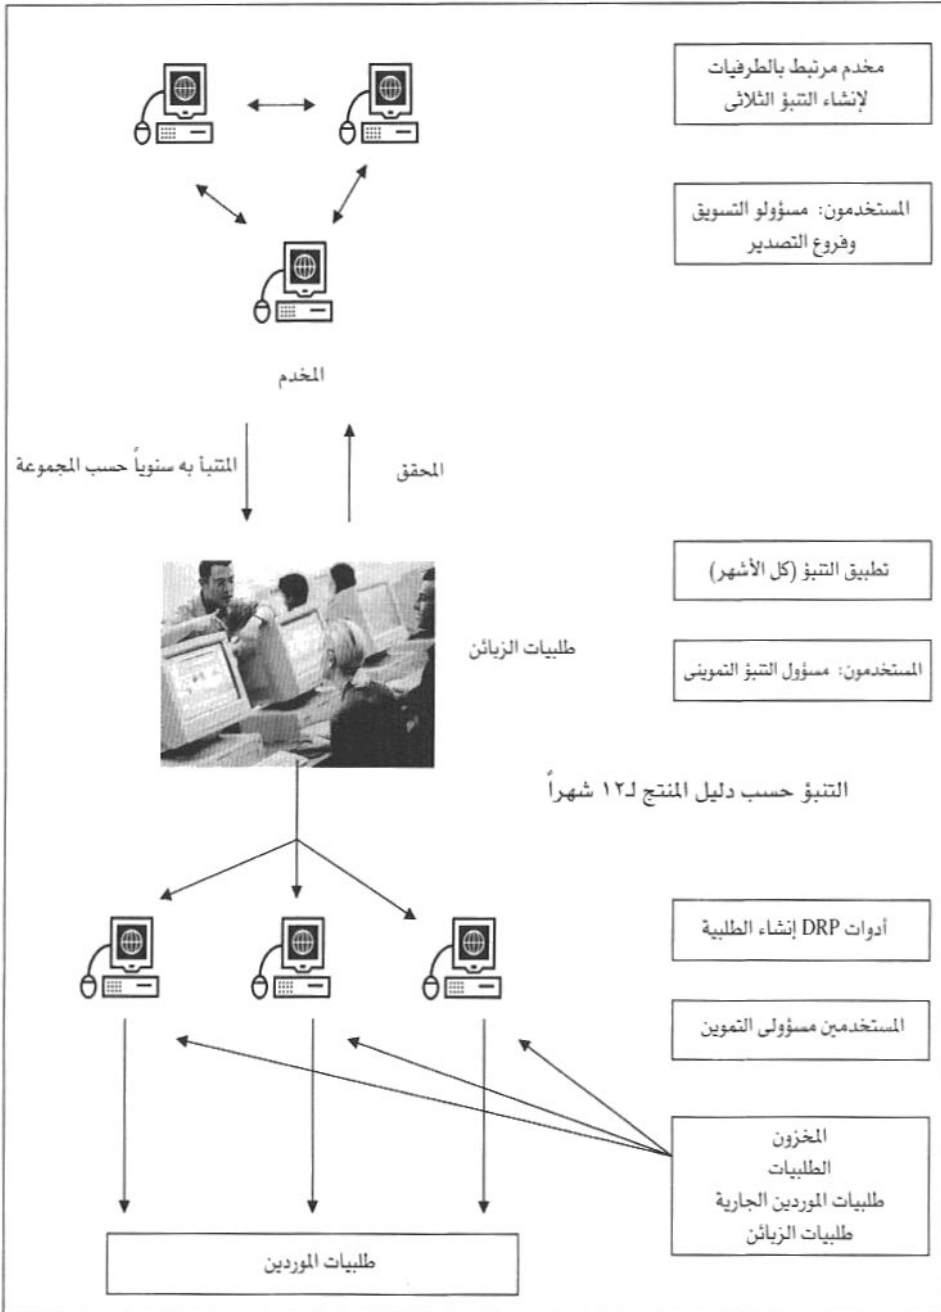 مخدم مرتبط بالطرفيات
لإنشاء التنبؤ الثلاثى
المستخدمون: مسؤولو التسويق
وفروع التصدير
المخدم
المتنبأ به سنوياً حسب المجموعة
المحقق
تطبيق التنبؤ (كل الأشهر)
طلبيات الزبائن
المستخدمون: مسؤول التنبؤ التموينى
التنبؤ حسب دليل المنتج لـ١٢ شهراً
أدوات DRP إنشاء الطلبية
المستخدمين مسؤولى التموين
المخزون
الطلبيات
طلبيات الموردين الجارية
طلبيات الزبائن
طلبيات الموردين